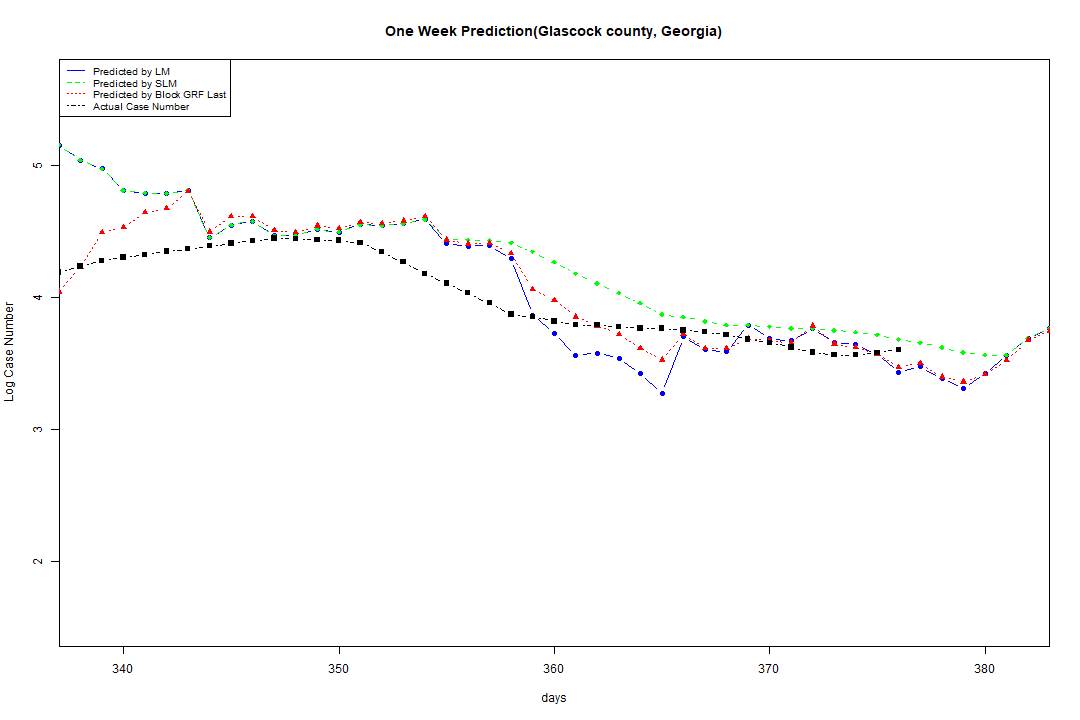 One Week Prediction(Glascock county, Georgia)
Predicted by LM
Predicted by SLM
Predicted by Block GRF Last
Actual Case Number
5
4
3
2
Log Case Number
340 350 360 370 380
days